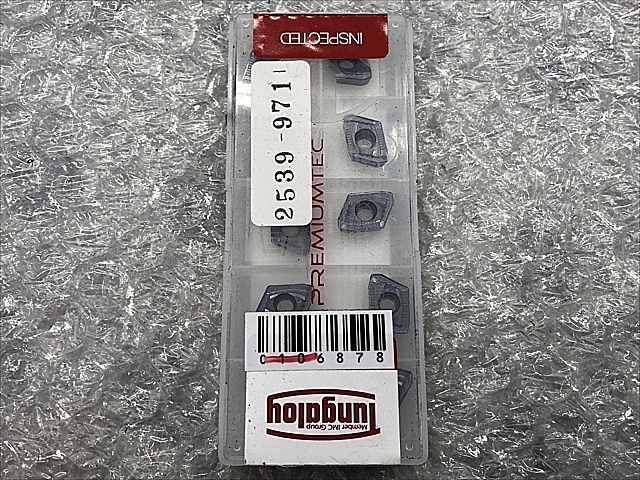 INSPECTED
2539-971
PREMIUMTEC
0106878
Tungaloy
Member IMC Group